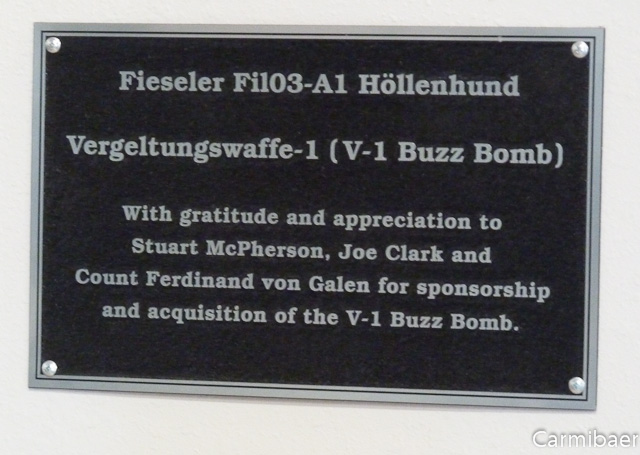 Fieseler Fi103-A1 Höllenhund
Vergeltungswaffe-1 (V-1 Buzz Bomb)
With gratitude and appreciation to
Stuart McPherson, Joe Clark and
Count Ferdinand von Galen for sponsorship
and acquisition of the V-1 Buzz Bomb.
Carmibaer